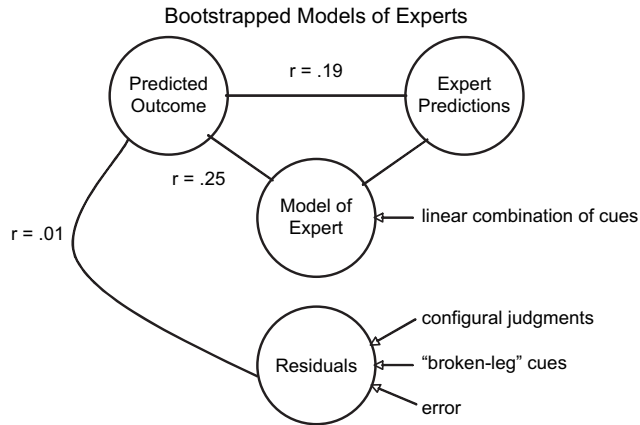 Bootstrapped Models of Experts
r = .19
Predicted
Outcome
Expert
Predictions
r = .25
Model of
Expert
linear combination of cues
r = .01
configural judgments
Residuals
“broken-leg” cues
error